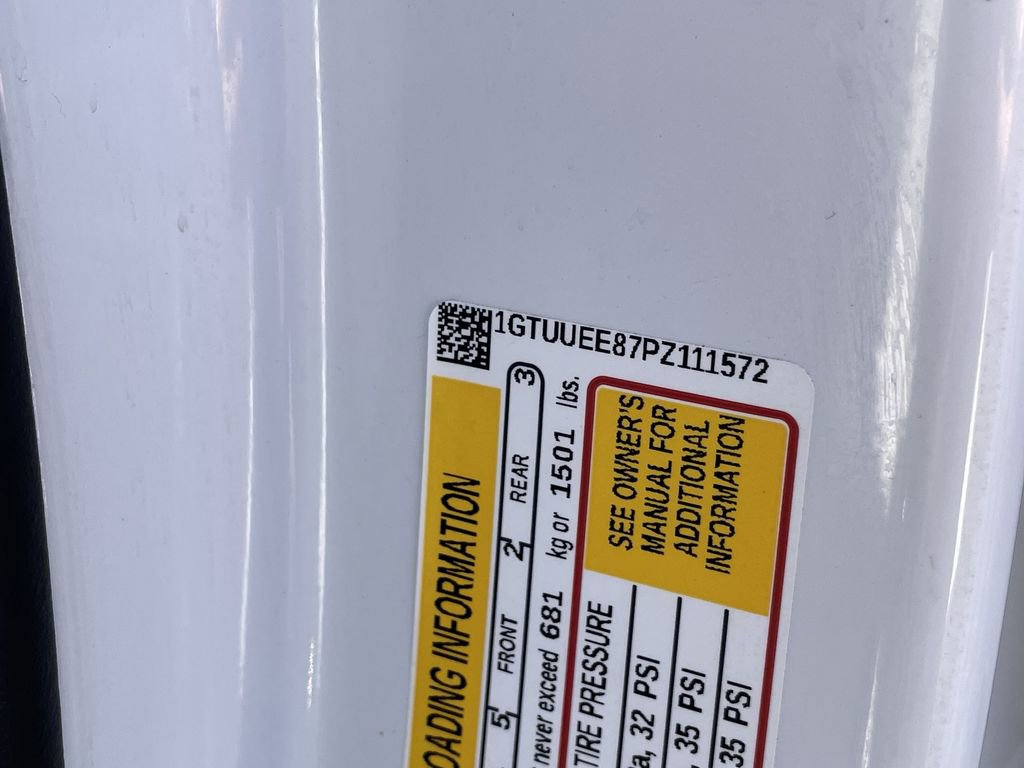 1GTUUEE87PZ111572
OADING INFORMATION
5 FRONT 2 REAR 3
never exceed 681 kg or 1501 lbs.
TIRE PRESSURE
SEE OWNER'S
MANUAL FOR
ADDITIONAL
INFORMATION
a, 32 PSI
, 35 PSI
35 PSI